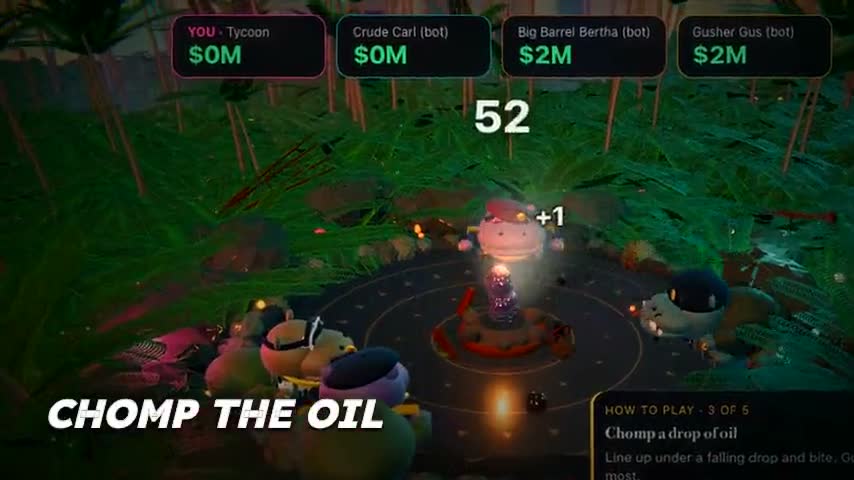 YOU · Tycoon
$0M
Crude Carl (bot)
$0M
Big Barrel Bertha (bot)
$2M
Gusher Gus (bot)
$2M
52
+1
CHOMP THE OIL
HOW TO PLAY · 3 OF 5
Chomp a drop of oil
Line up under a falling drop and bite.
most.